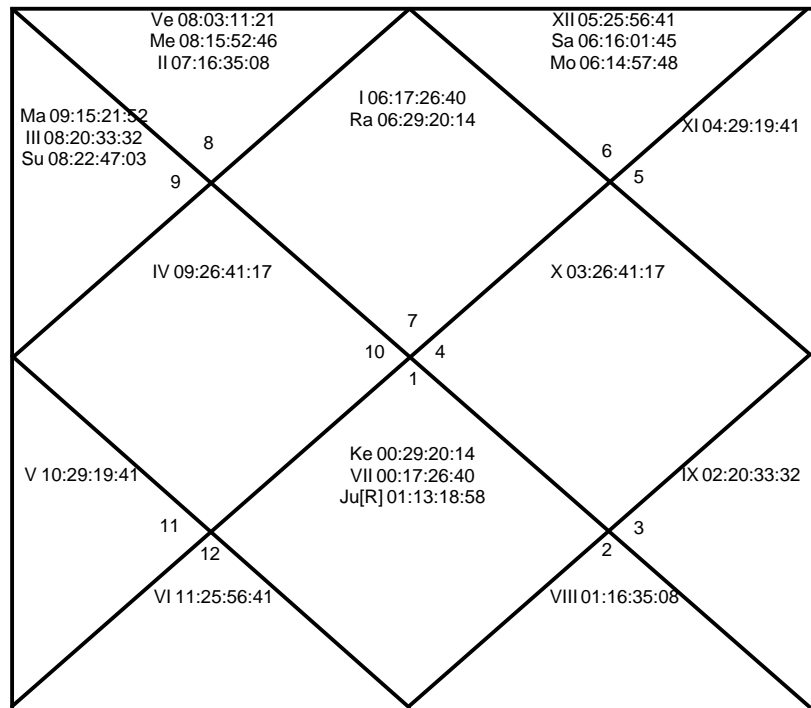 Ve 08:03:11:21
Me 08:15:52:46
II 07:16:35:08
XII 05:25:56:41
Sa 06:16:01:45
Mo 06:14:57:48
I 06:17:26:40
Ra 06:29:20:14
Ma 09:15:21:52
III 08:20:33:32
Su 08:22:47:03
XI 04:29:19:41
8
6
9
5
IV 09:26:41:17
X 03:26:41:17
7
10
4
1
Ke 00:29:20:14
VII 00:17:26:40
Ju[R] 01:13:18:58
V 10:29:19:41
IX 02:20:33:32
11
3
12
2
VI 11:25:56:41
VIII 01:16:35:08